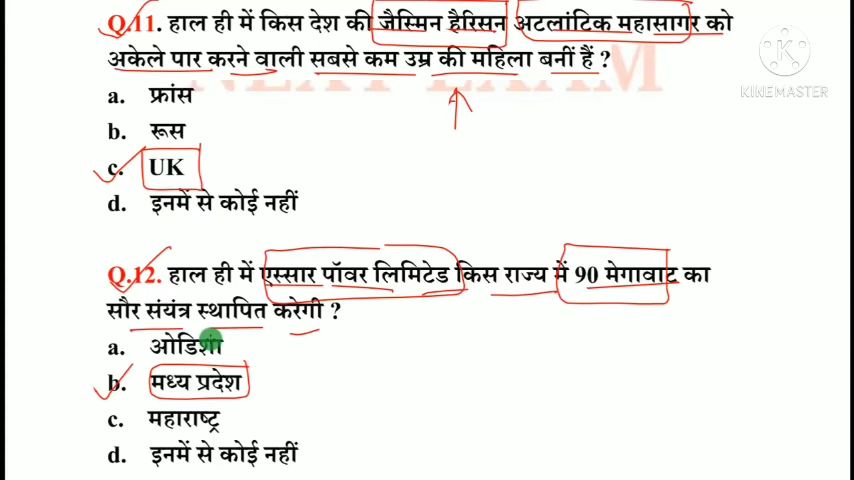 Q.11. हाल ही में किस देश की जैस्मिन हैरिसन अटलांटिक महासागर को
अकेले पार करने वाली सबसे कम उम्र की महिला बनीं हैं ?
a. फ्रांस
b. रूस
c. UK
d. इनमें से कोई नहीं
KINEMASTER
Q.12. हाल ही में एस्सार पॉवर लिमिटेड किस राज्य में 90 मेगावाट का
सौर संयंत्र स्थापित करेगी ?
a. ओडिशा
b. मध्य प्रदेश
c. महाराष्ट्र
d. इनमें से कोई नहीं